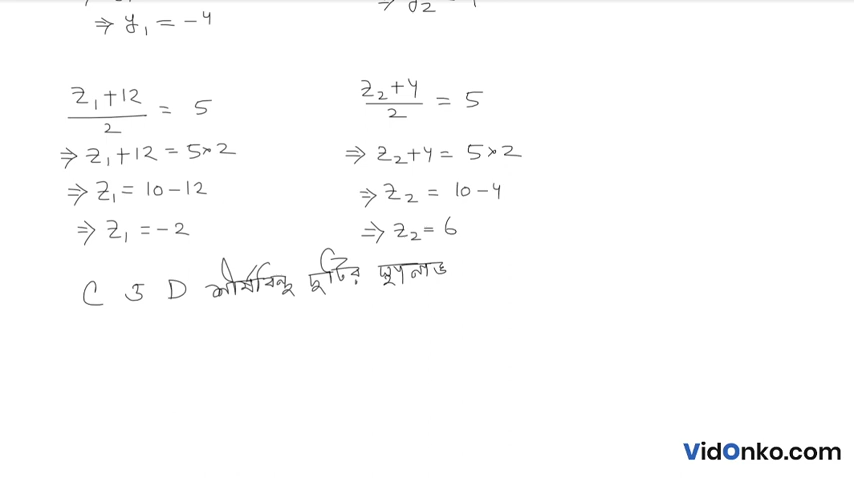 ⇒ y₁ = -4
⇒ y₂
z₁+12/2 = 5
⇒ z₁+12 = 5×2
⇒ z₁ = 10-12
⇒ z₁ = -2
z₂+4/2 = 5
⇒ z₂+4 = 5×2
⇒ z₂ = 10-4
⇒ z₂ = 6
C ও D শীর্ষবিন্দু দুটির
VidOnko.com